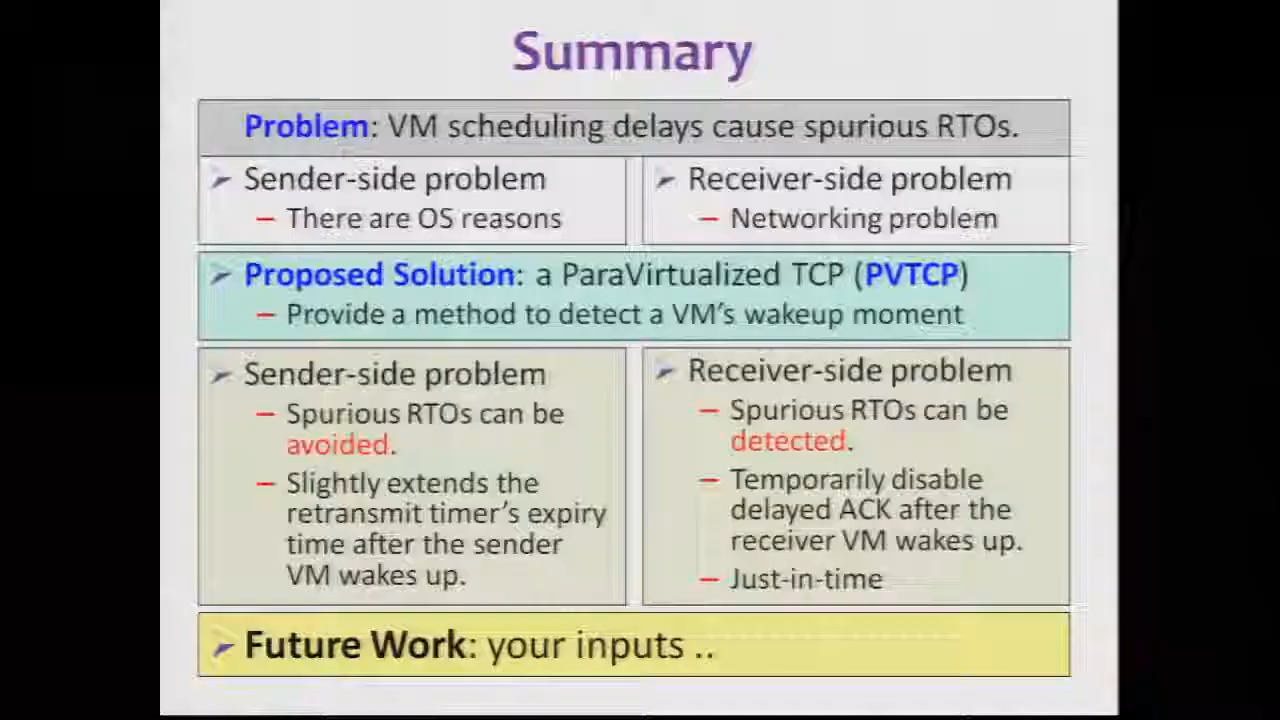 Summary
Problem: VM scheduling delays cause spurious RTOs.
➢ Sender-side problem
– There are OS reasons
➢ Receiver-side problem
– Networking problem
➢ Proposed Solution: a ParaVirtualized TCP (PVTCP)
– Provide a method to detect a VM's wakeup moment
➢ Sender-side problem
– Spurious RTOs can be
avoided.
– Slightly extends the
retransmit timer's expiry
time after the sender
VM wakes up.
➢ Receiver-side problem
– Spurious RTOs can be
detected.
– Temporarily disable
delayed ACK after the
receiver VM wakes up.
– Just-in-time
➢ Future Work: your inputs ..